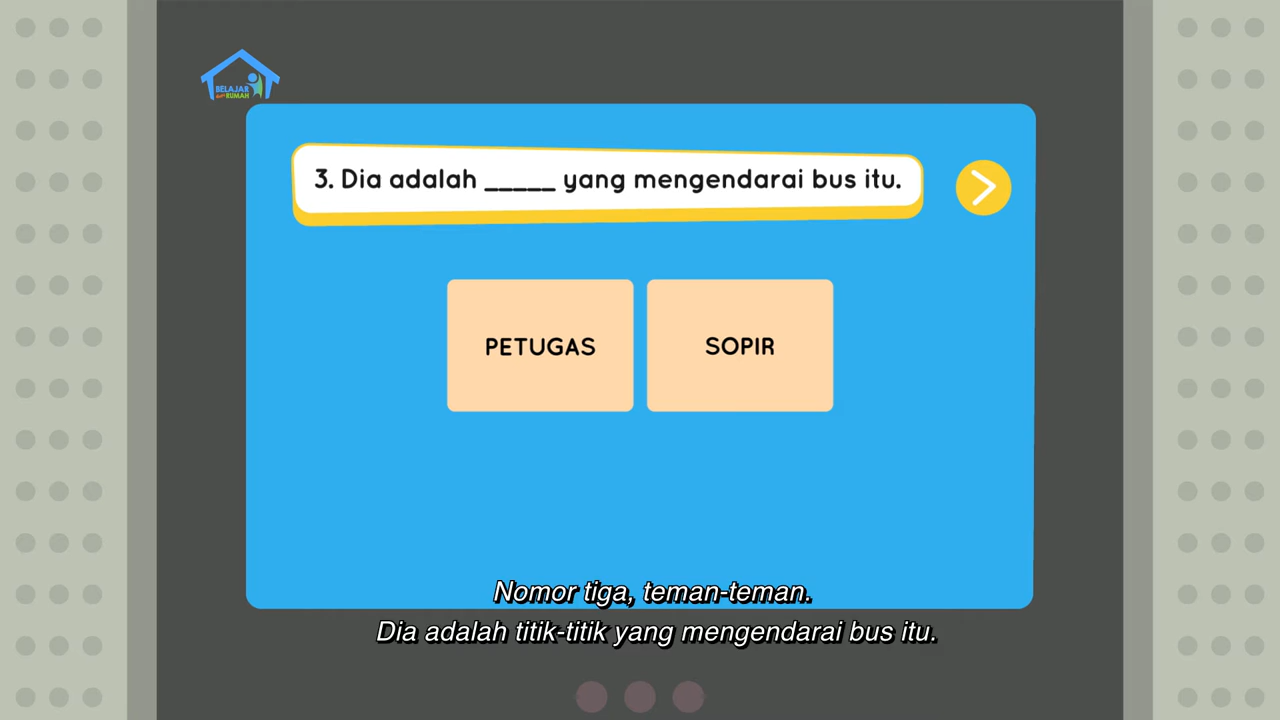 BELAJAR
dari RUMAH
3. Dia adalah _____ yang mengendarai bus itu.
PETUGAS
SOPIR
Nomor tiga, teman-teman.
Dia adalah titik-titik yang mengendarai bus itu.